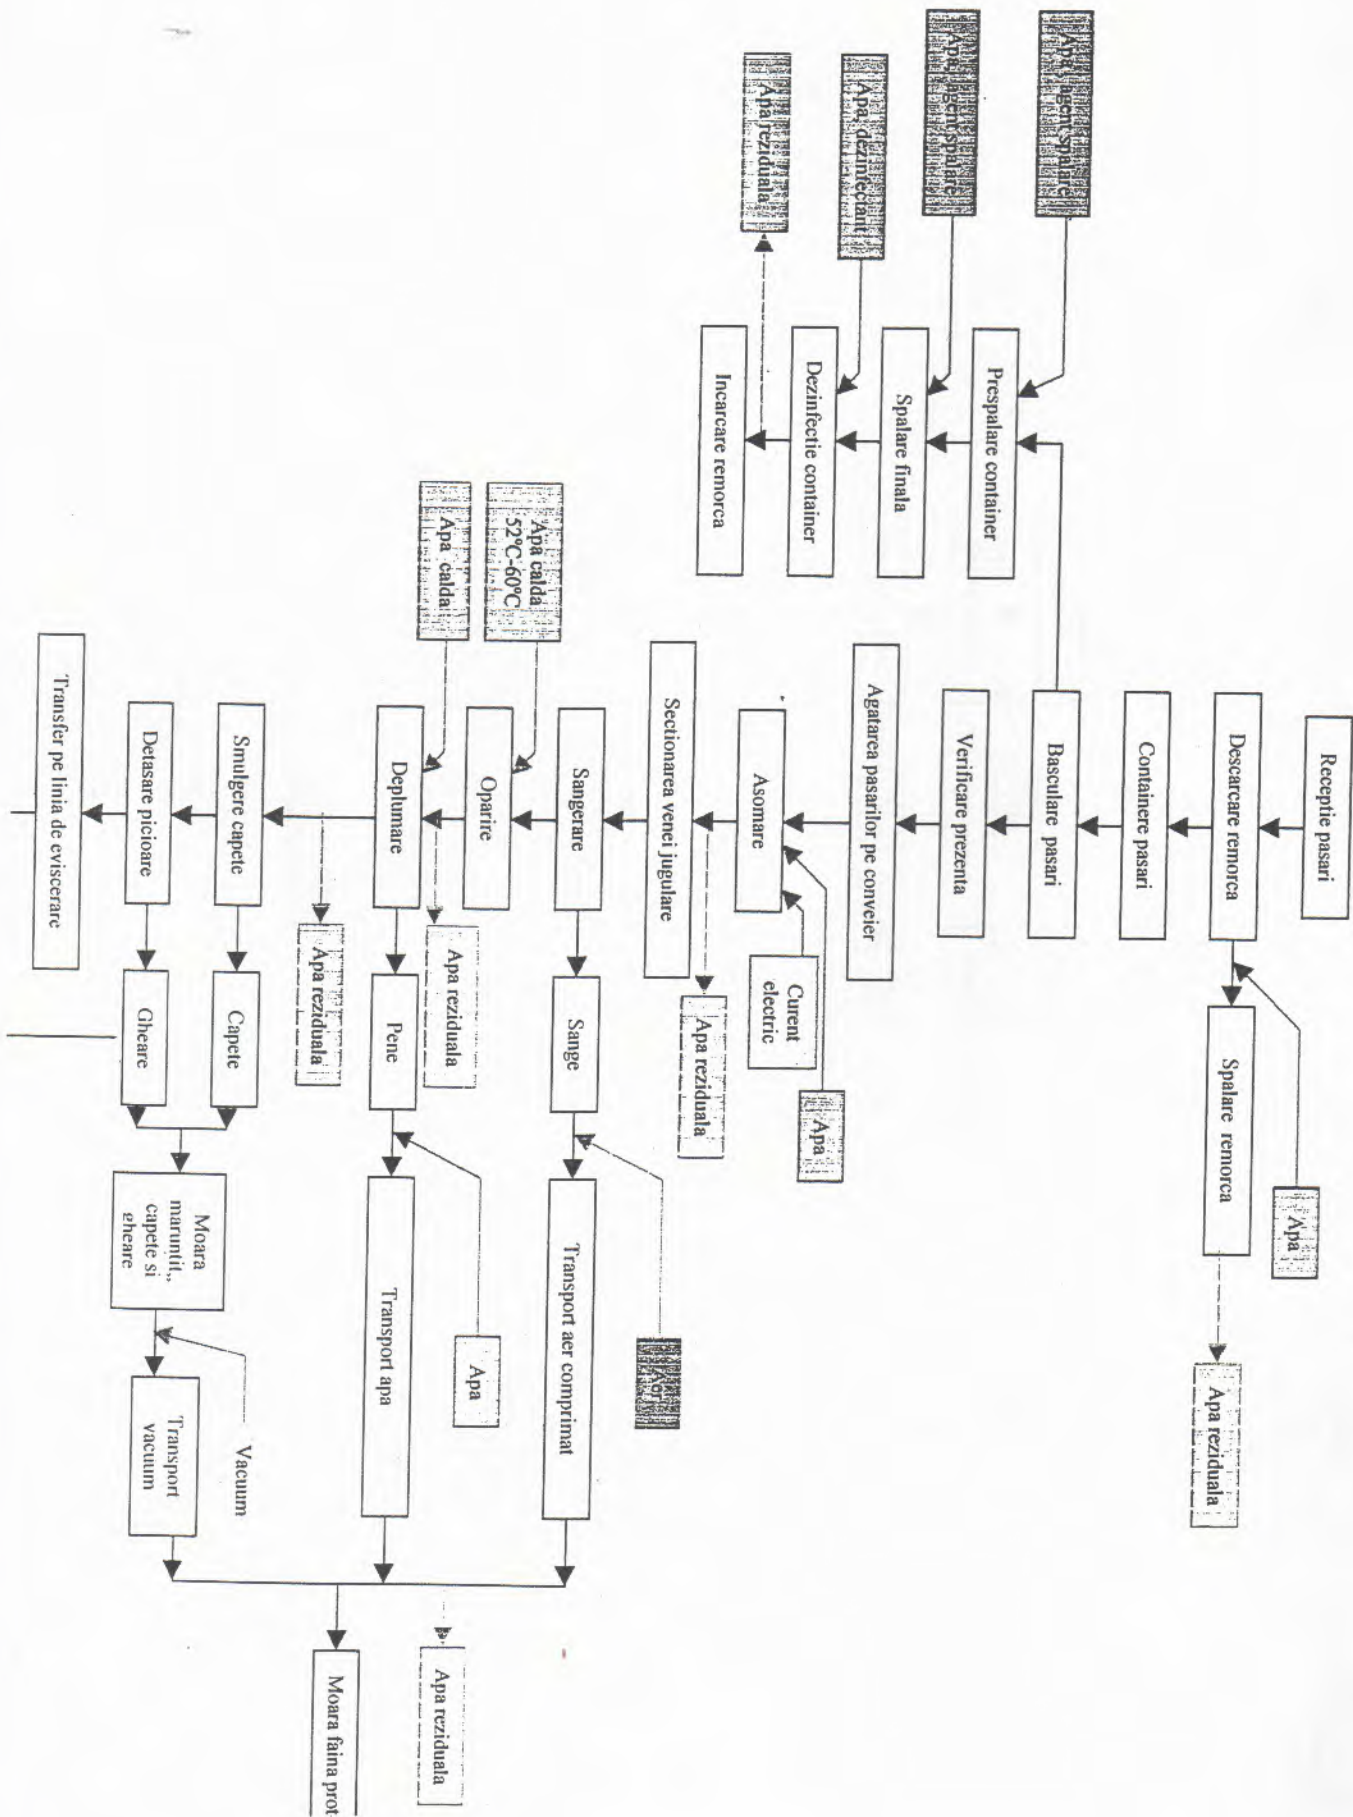 Receptie pasari
Descarcare remorca
Apa
Spalare remorca
Apa reziduala
Containere pasari
Basculare pasari
Apa, agent spalare
Prespalare container
Apa, agent spalare
Spalare finala
Apa, dezinfectant
Dezinfectie container
Apa reziduala
Incarcare remorca
Verificare prezenta
Agatarea pasarilor pe conveier
Apa
Curent
electric
Asomare
Apa reziduala
Sectionarea venei jugulare
Aer
Sangerare
Sange
Transport aer comprimat
Apa calda
52°C-60°C
Oparire
Apa reziduala
Apa
Apa reziduala
Apa calda
Deplumare
Pene
Transport apa
Moara faina prot
Apa reziduala
Smulgere capete
Capete
Vacuum
Detasare picioare
Gheare
Moara
maruntit,,
capete si
gheare
Transport
vacuum
Transfer pe linia de eviscerare